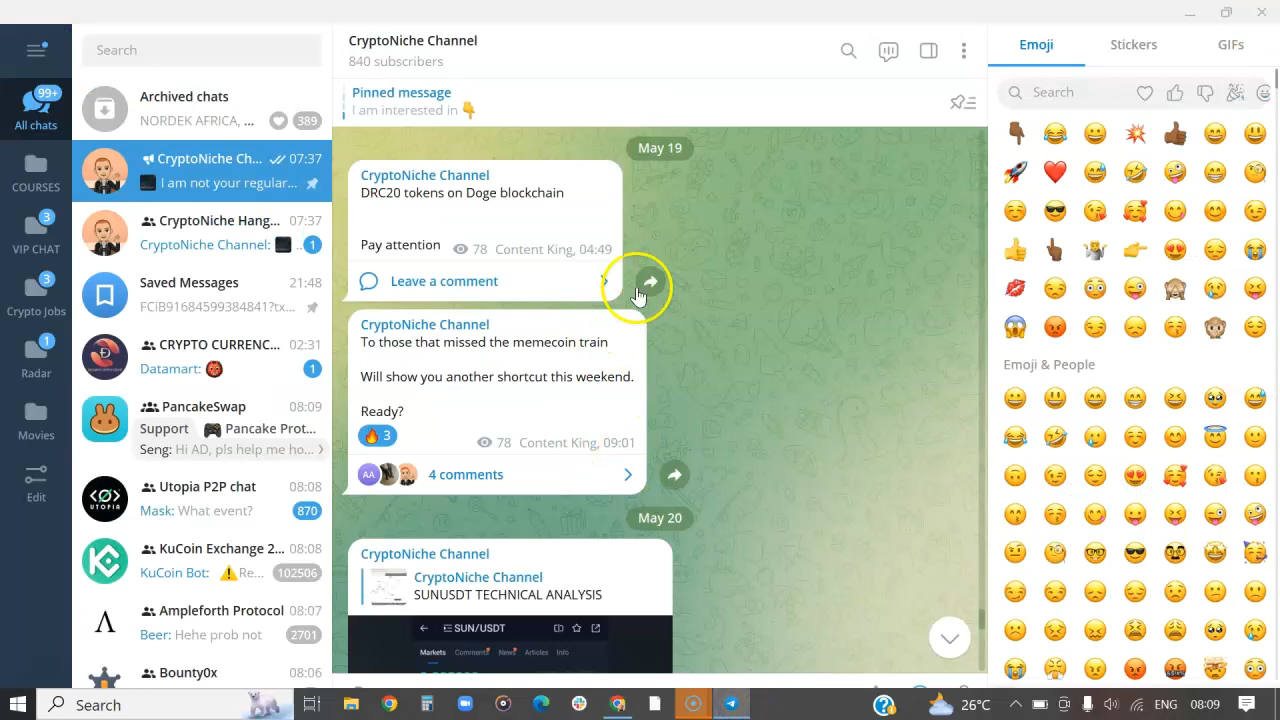 Search
CryptoNiche Channel
840 subscribers
Emoji
Stickers
GIFs
99+
All chats
Archived chats
NORDEK AFRICA, ...
389
Pinned message
I am interested in 👇
Search
COURSES
CryptoNiche Ch...
07:37
I am not your regular...
May 19
CryptoNiche Channel
DRC20 tokens on Doge blockchain
Pay attention
78
Content King, 04:49
Leave a comment
3
VIP CHAT
CryptoNiche Hang...
07:37
CryptoNiche Channel:
1
3
Crypto Jobs
Saved Messages
21:48
FCiB91684599384841?tx...
CryptoNiche Channel
To those that missed the memecoin train
Will show you another shortcut this weekend.
Ready?
🔥 3
78
Content King, 09:01
AA
4 comments
1
Radar
CRYPTO CURRENC...
02:31
Datamart:
1
Emoji & People
Movies
PancakeSwap
08:09
Support
Pancake Prot...
Seng: Hi AD, pls help me ho...
Edit
UTOPIA
Utopia P2P chat
08:08
Mask: What event?
870
May 20
KuCoin Exchange 2...
08:08
KuCoin Bot: ⚠️Re...
102506
CryptoNiche Channel
CryptoNiche Channel
SUNUSDT TECHNICAL ANALYSIS
SUN/USDT
Markets
Comments
News
Articles
Info
Ampleforth Protocol
08:07
Beer: Hehe prob not
2701
Bounty0x
08:06
Search
26°C
ENG
08:09